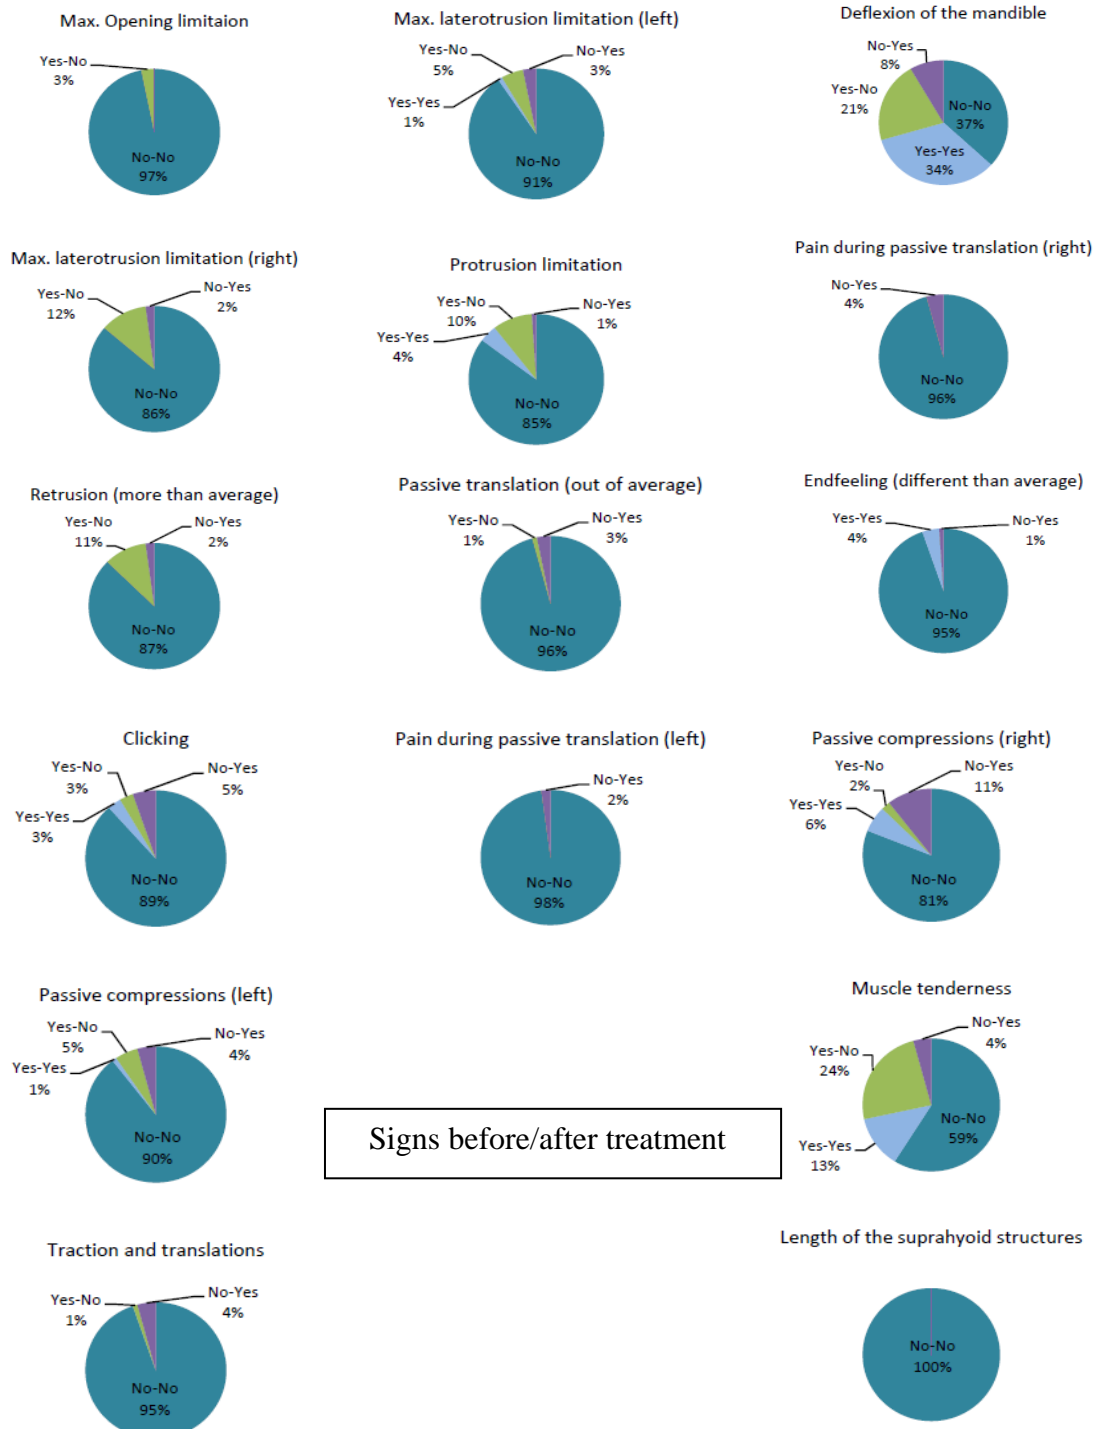 Max. Opening limitaion
Yes-No
3%
No-No
97%
Max. laterotrusion limitation (left)
Yes-No
5%
No-Yes
3%
Yes-Yes
1%
No-No
91%
Deflexion of the mandible
No-Yes
8%
Yes-No
21%
No-No
37%
Yes-Yes
34%
Max. laterotrusion limitation (right)
Yes-No
12%
No-Yes
2%
No-No
86%
Protrusion limitation
Yes-No
10%
No-Yes
1%
Yes-Yes
4%
No-No
85%
Pain during passive translation (right)
No-Yes
4%
No-No
96%
Retrusion (more than average)
Yes-No
11%
No-Yes
2%
No-No
87%
Passive translation (out of average)
Yes-No
1%
No-Yes
3%
No-No
96%
Endfeeling (different than average)
Yes-Yes
4%
No-Yes
1%
No-No
95%
Clicking
Yes-No
3%
No-Yes
5%
Yes-Yes
3%
No-No
89%
Pain during passive translation (left)
No-Yes
2%
No-No
98%
Passive compressions (right)
Yes-No
2%
No-Yes
11%
Yes-Yes
6%
No-No
81%
Passive compressions (left)
Yes-No
5%
No-Yes
4%
Yes-Yes
1%
No-No
90%
Signs before/after treatment
Muscle tenderness
No-Yes
4%
Yes-No
24%
No-No
59%
Yes-Yes
13%
Traction and translations
Yes-No
1%
No-Yes
4%
No-No
95%
Length of the suprahyoid structures
No-No
100%